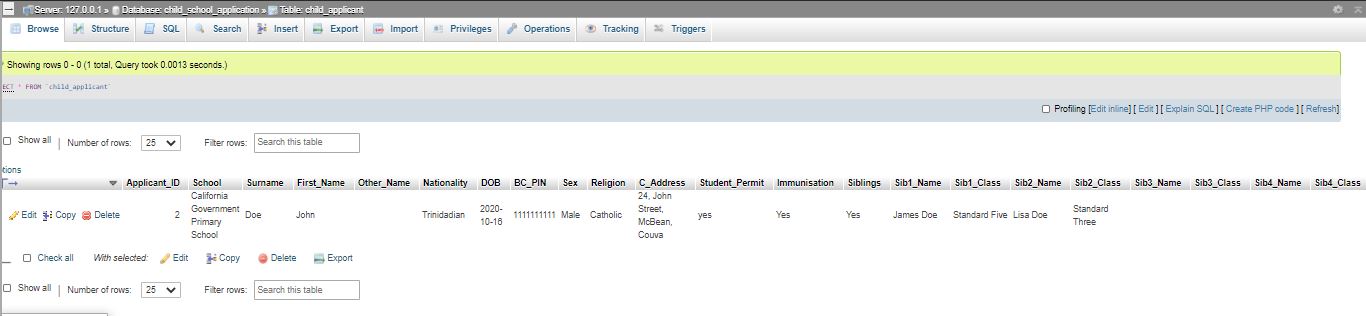 Server: 127.0.0.1 » Database: child_school_application » Table: child_applicant
Browse Structure SQL Search Insert Export Import Privileges Operations Tracking Triggers
Showing rows 0 - 0 (1 total, Query took 0.0013 seconds.)
ECT * FROM `child_applicant`
Profiling [Edit inline] [ Edit ] [ Explain SQL ] [ Create PHP code ] [ Refresh]
Show all | Number of rows: 25 Filter rows: Search this table
tions
Applicant_ID School Surname First_Name Other_Name Nationality DOB BC_PIN Sex Religion C_Address Student_Permit Immunisation Siblings Sib1_Name Sib1_Class Sib2_Name Sib2_Class Sib3_Name Sib3_Class Sib4_Name Sib4_Class
Edit Copy Delete 2 California Government Primary School Doe John Trinidadian 2020-10-16 1111111111 Male Catholic 24, John Street, McBean, Couva yes Yes Yes James Doe Standard Five Lisa Doe Standard Three
Check all With selected: Edit Copy Delete Export
Show all | Number of rows: 25 Filter rows: Search this table